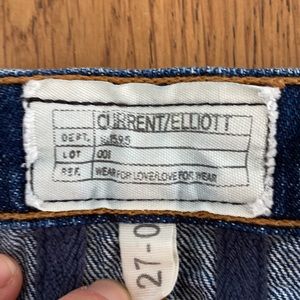 CURRENT/ELLIOTT
DEPT.
LOT 001
REF. WEAR FOR LOVE/LOVE FOR WEAR
27-0